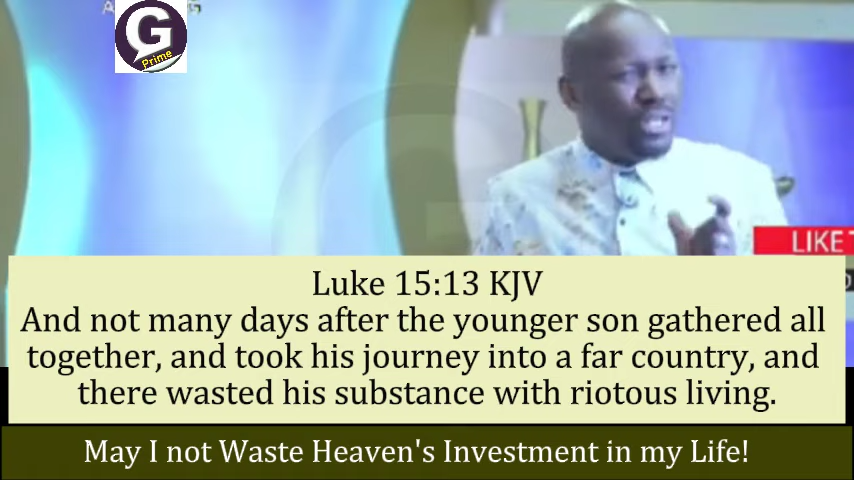 G
Prime
LIKE
Luke 15:13 KJV
And not many days after the younger son gathered all
together, and took his journey into a far country, and
there wasted his substance with riotous living.
May I not Waste Heaven's Investment in my Life!